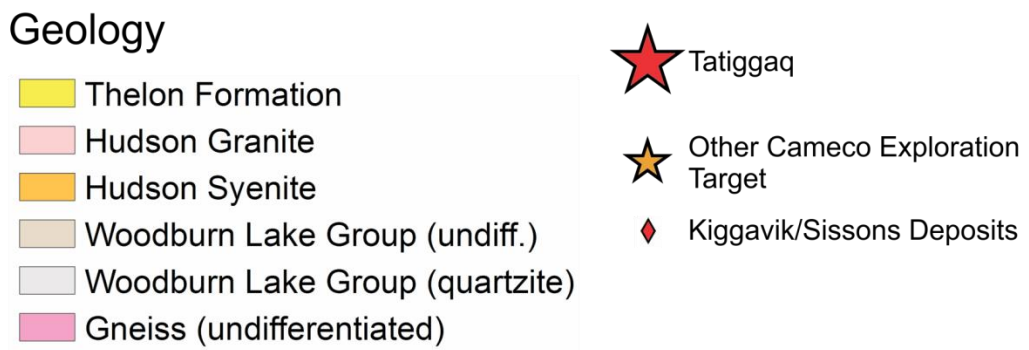 Geology
Thelon Formation
Hudson Granite
Hudson Syenite
Woodburn Lake Group (undiff.)
Woodburn Lake Group (quartzite)
Gneiss (undifferentiated)
Tatiggaq
Other Cameco Exploration
Target
Kiggavik/Sissons Deposits